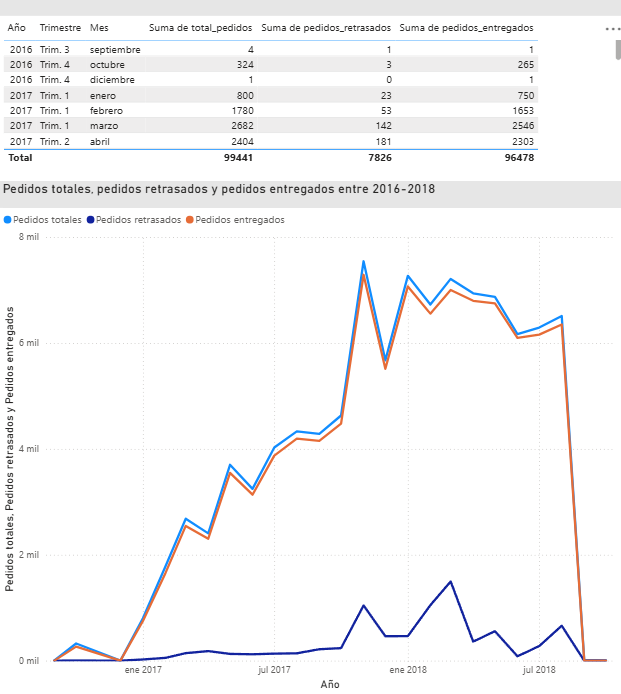 Año Trimestre Mes Suma de total_pedidos Suma de pedidos_retrasados Suma de pedidos_entregados
2016 Trim. 3 septiembre 4 1 1
2016 Trim. 4 octubre 324 3 265
2016 Trim. 4 diciembre 1 0 1
2017 Trim. 1 enero 800 23 750
2017 Trim. 1 febrero 1780 53 1653
2017 Trim. 1 marzo 2682 142 2546
2017 Trim. 2 abril 2404 181 2303
Total 99441 7826 96478
Pedidos totales, pedidos retrasados y pedidos entregados entre 2016-2018
Pedidos totales Pedidos retrasados Pedidos entregados
Pedidos totales, Pedidos retrasados y Pedidos entregados
8 mil
6 mil
4 mil
2 mil
0 mil
ene 2017 jul 2017 ene 2018 jul 2018
Año